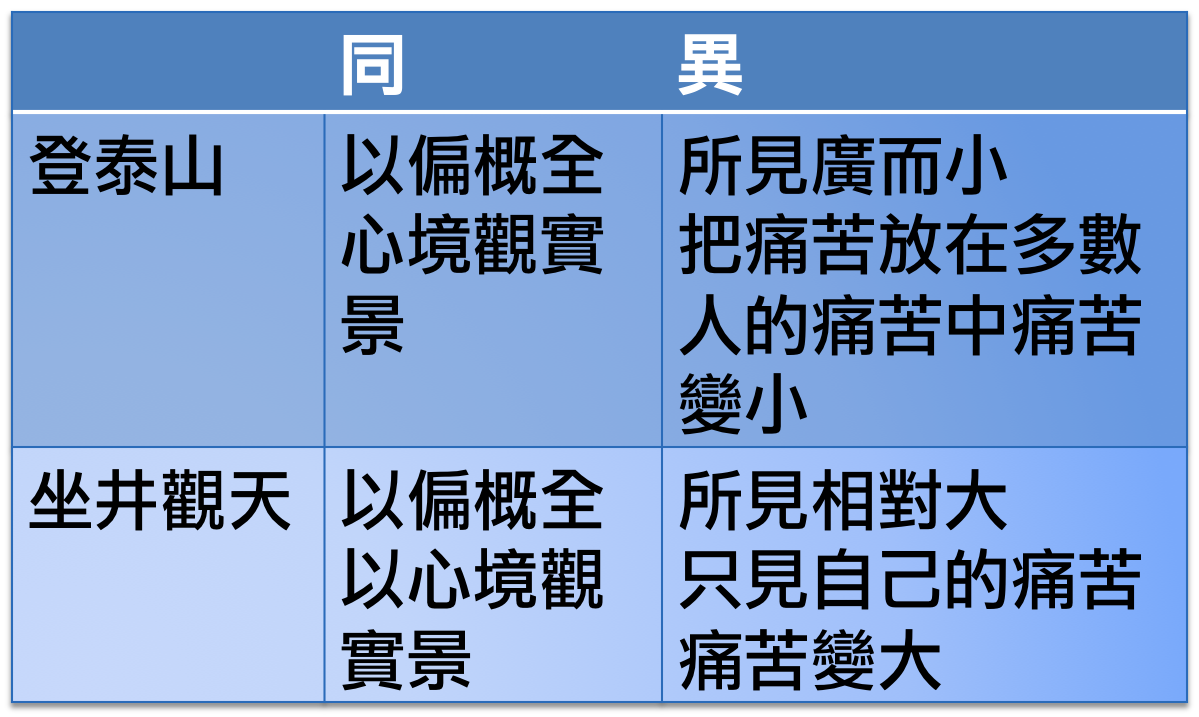 同 異
登泰山
以偏概全
心境觀實
景
所見廣而小
把痛苦放在多數
人的痛苦中痛苦
變小
坐井觀天
以偏概全
以心境觀
實景
所見相對大
只見自己的痛苦
痛苦變大